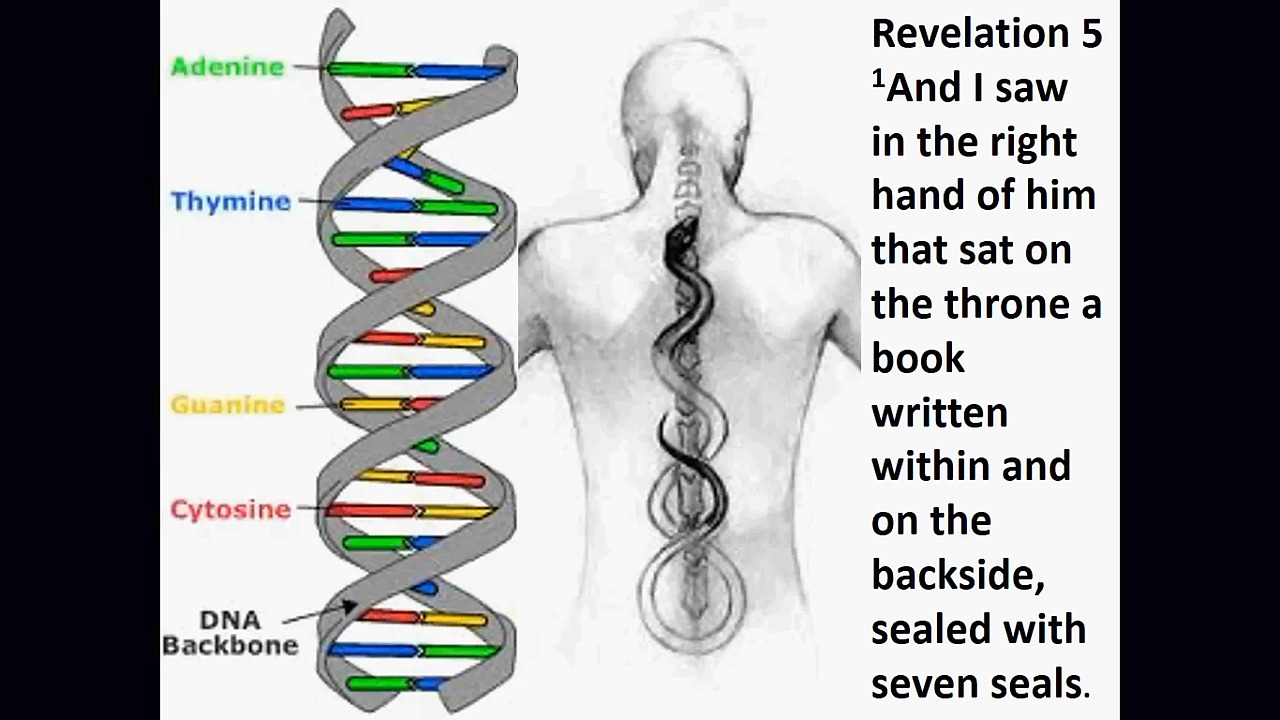 Adenine
Thymine
Guanine
Cytosine
DNA
Backbone
Revelation 5
¹And I saw
in the right
hand of him
that sat on
the throne a
book
written
within and
on the
backside,
sealed with
seven seals.